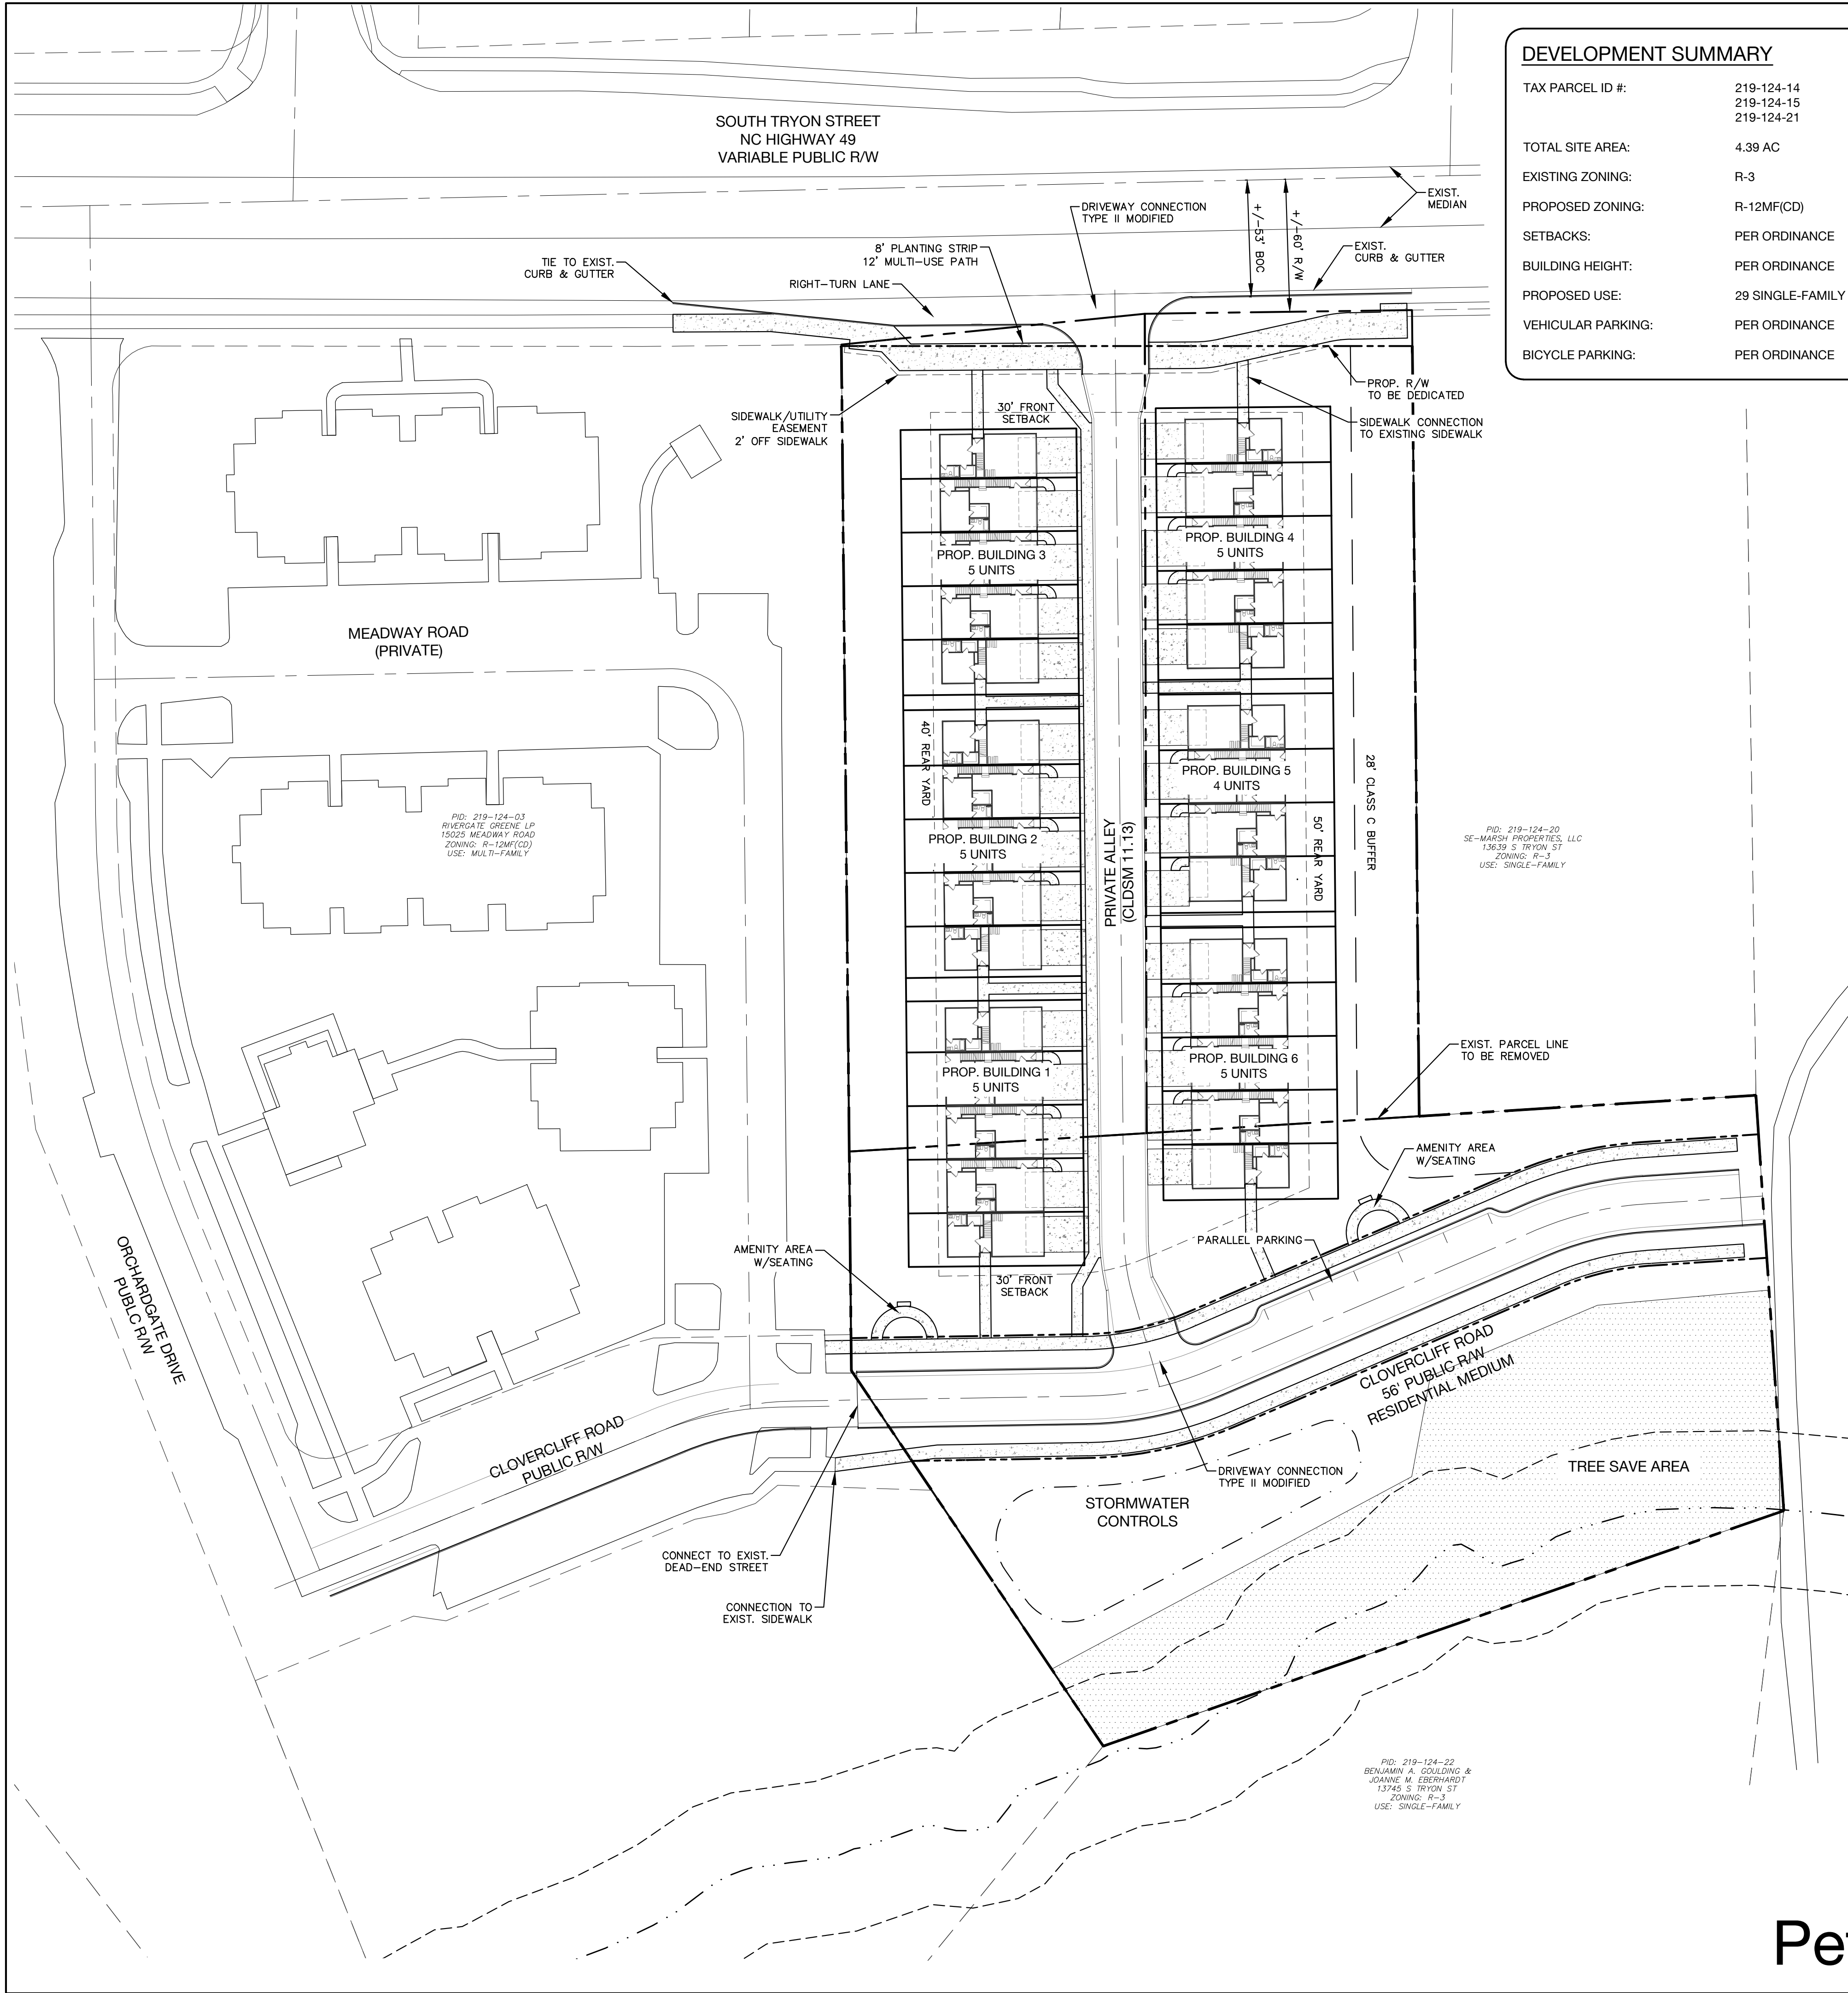 DEVELOPMENT SUMMARY
TAX PARCEL ID #: 219-124-14
219-124-15
219-124-21
TOTAL SITE AREA: 4.39 AC
EXISTING ZONING: R-3
PROPOSED ZONING: R-12MF(CD)
SETBACKS: PER ORDINANCE
BUILDING HEIGHT: PER ORDINANCE
PROPOSED USE: 29 SINGLE-FAMILY
VEHICULAR PARKING: PER ORDINANCE
BICYCLE PARKING: PER ORDINANCE
SOUTH TRYON STREET
NC HIGHWAY 49
VARIABLE PUBLIC R/W
EXIST.
MEDIAN
DRIVEWAY CONNECTION
TYPE II MODIFIED
+/-53' BOC
+/-60' R/W
8' PLANTING STRIP
12' MULTI-USE PATH
EXIST.
CURB & GUTTER
TIE TO EXIST.
CURB & GUTTER
RIGHT-TURN LANE
PROP. R/W
TO BE DEDICATED
SIDEWALK/UTILITY
EASEMENT
2' OFF SIDEWALK
30' FRONT
SETBACK
SIDEWALK CONNECTION
TO EXISTING SIDEWALK
PROP. BUILDING 3
5 UNITS
PROP. BUILDING 4
5 UNITS
MEADWAY ROAD
(PRIVATE)
40' REAR YARD
PROP. BUILDING 5
4 UNITS
28' CLASS C BUFFER
PID: 219-124-03
RIVERGATE GREENE LP
15025 MEADWAY ROAD
ZONING: R-12MF(CD)
USE: MULTI-FAMILY
PROP. BUILDING 2
5 UNITS
PRIVATE ALLEY
(CLDSM 11.13)
50' REAR YARD
PID: 219-124-20
SE-MARSH PROPERTIES, LLC
13639 S TRYON ST
ZONING: R-3
USE: SINGLE-FAMILY
EXIST. PARCEL LINE
TO BE REMOVED
PROP. BUILDING 1
5 UNITS
PROP. BUILDING 6
5 UNITS
AMENITY AREA
W/SEATING
ORCHARDGATE DRIVE
PUBLC R/W
AMENITY AREA
W/SEATING
PARALLEL PARKING
30' FRONT
SETBACK
CLOVERCLIFF ROAD
56' PUBLIC R/W
RESIDENTIAL MEDIUM
CLOVERCLIFF ROAD
PUBLIC R/W
DRIVEWAY CONNECTION
TYPE II MODIFIED
TREE SAVE AREA
STORMWATER
CONTROLS
CONNECT TO EXIST.
DEAD-END STREET
CONNECTION TO
EXIST. SIDEWALK
PID: 219-124-22
BENJAMIN A. GOULDING &
JOANNE M. EBERHARDT
13745 S TRYON ST
ZONING: R-3
USE: SINGLE-FAMILY